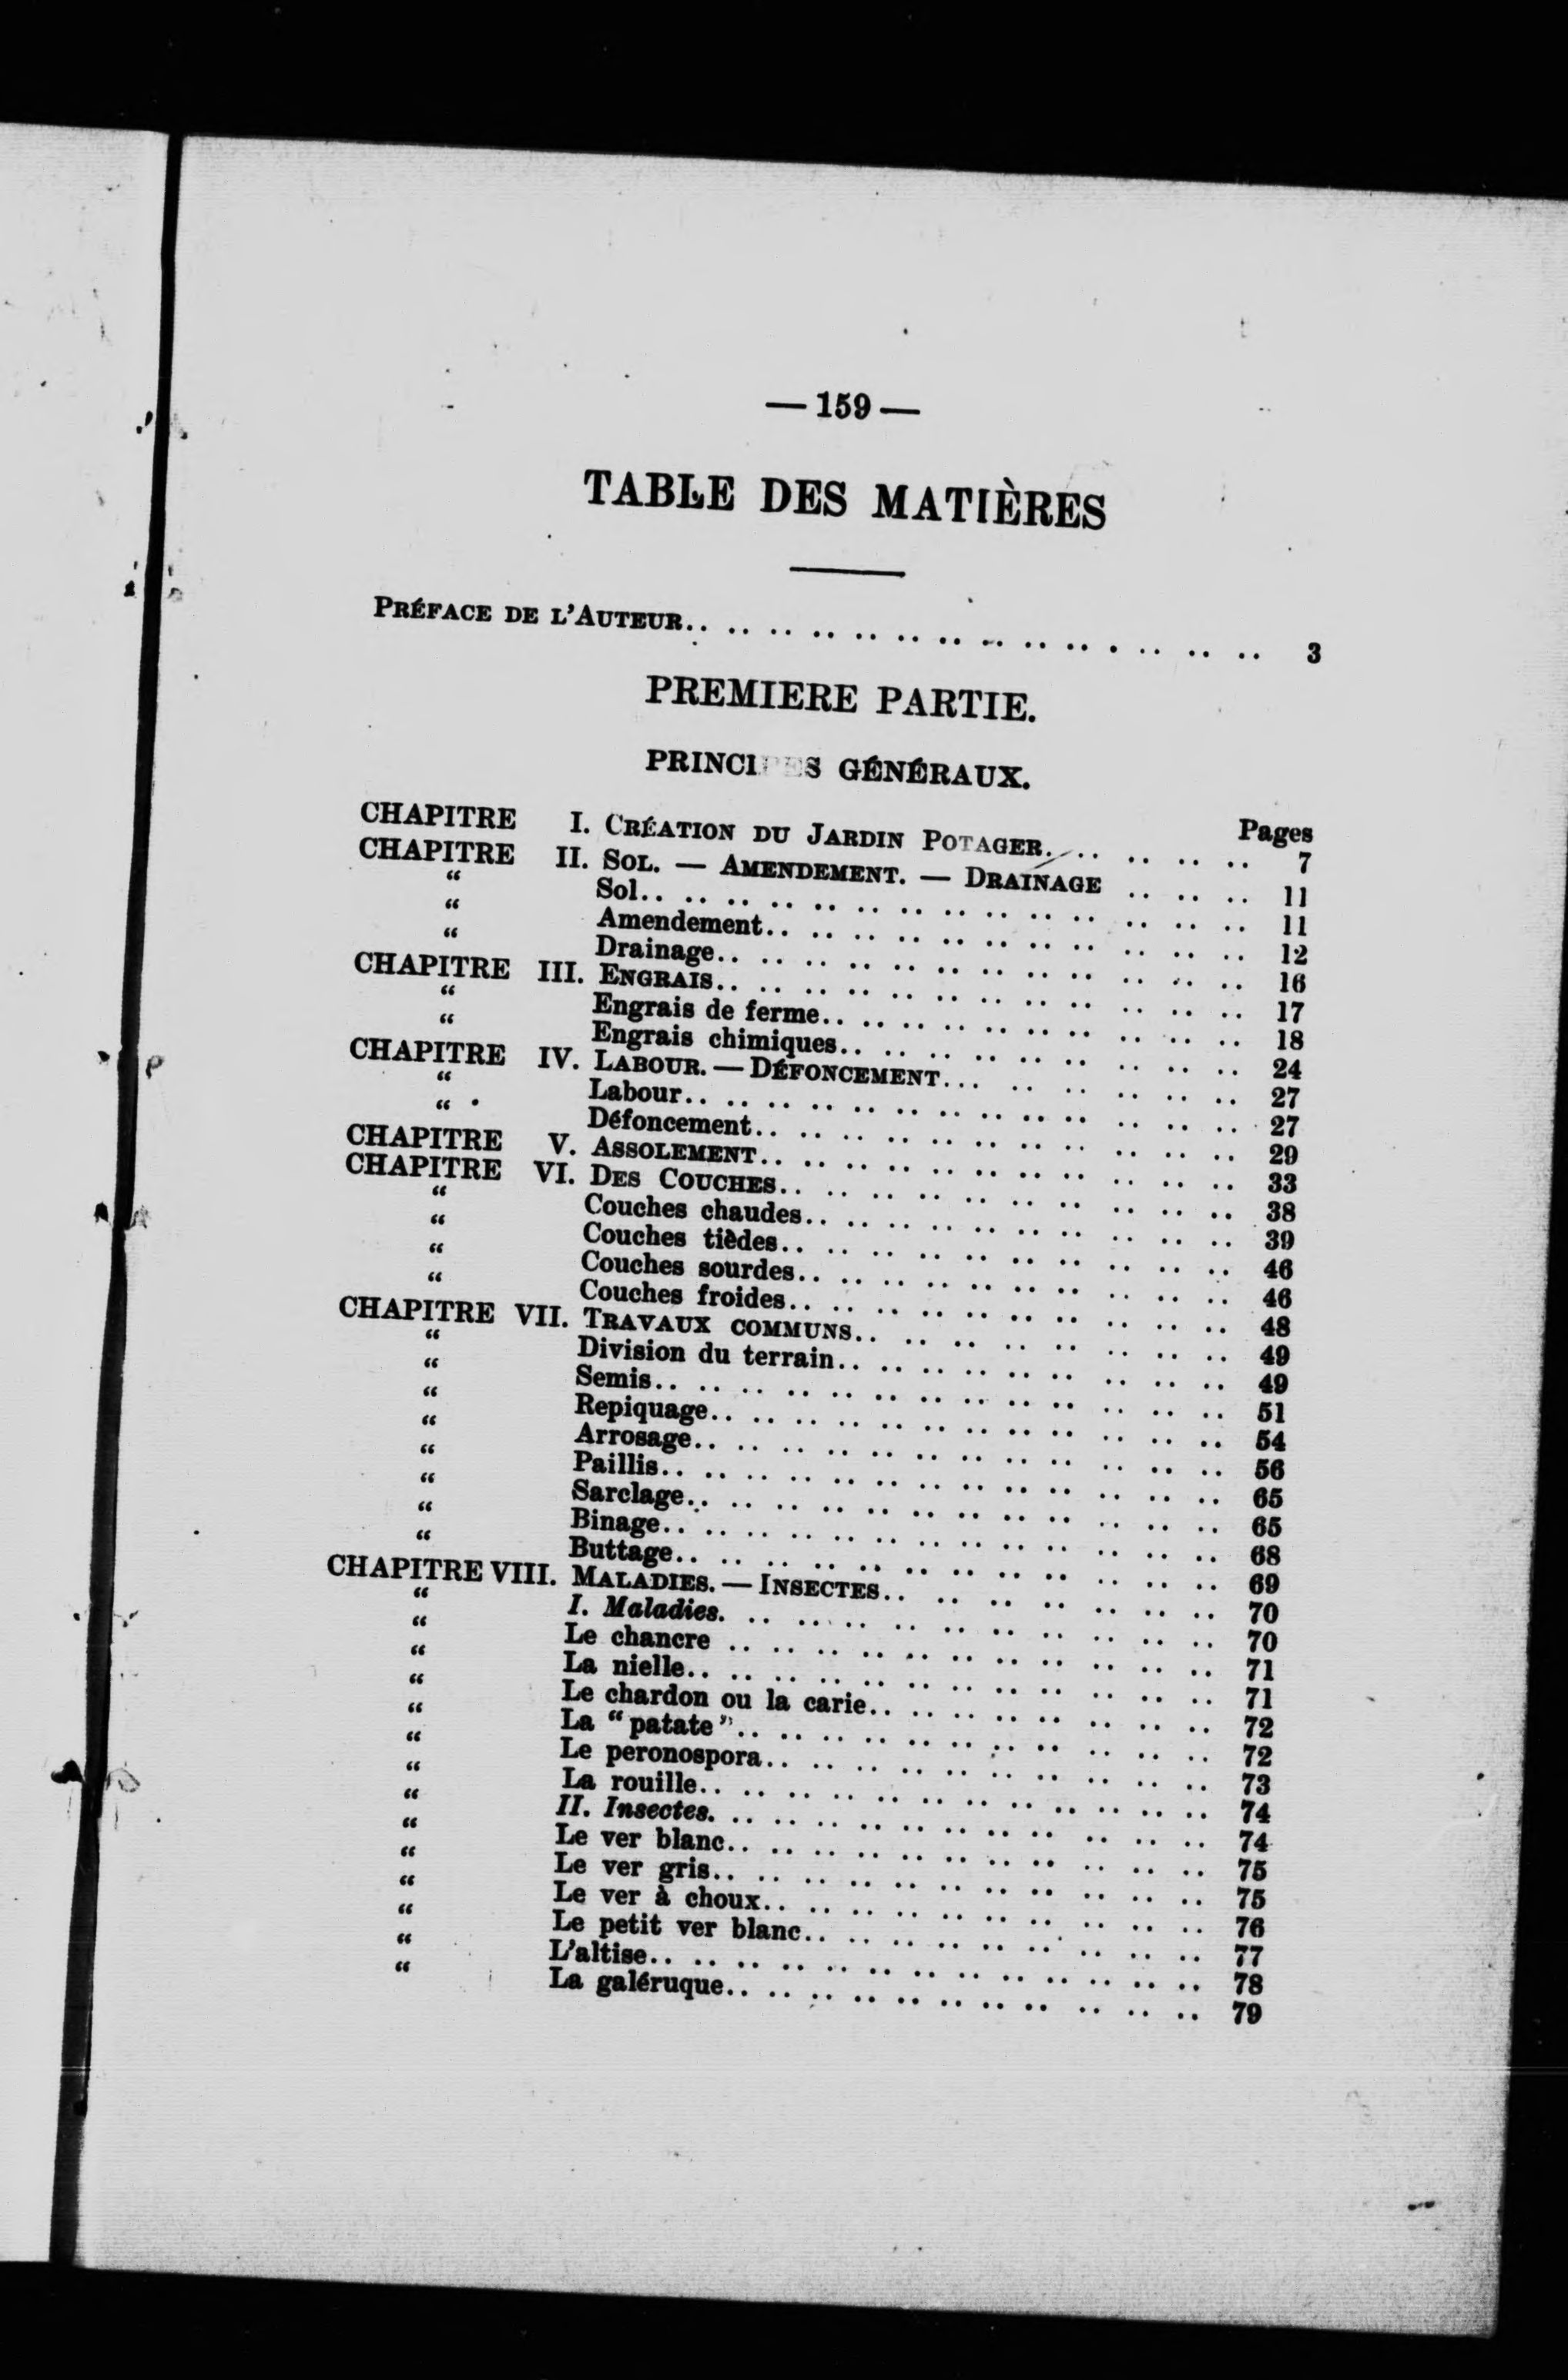 — 159 —
TABLE DES MATIÈRES
PRÉFACE DE L'AUTEUR.. .. .. .. .. .. .. .. .. .. .. .. .. .. 3
PREMIERE PARTIE.
PRINCIPES GÉNÉRAUX.
Pages
CHAPITRE I. CRÉATION DU JARDIN POTAGER. .. .. .. .. .. 7
CHAPITRE II. SOL. — AMENDEMENT. — DRAINAGE .. .. .. 11
“ Sol.. .. .. .. .. .. .. .. .. .. .. .. .. .. 11
“ Amendement.. .. .. .. .. .. .. .. .. .. .. 12
“ Drainage.. .. .. .. .. .. .. .. .. .. .. .. 16
CHAPITRE III. ENGRAIS.. .. .. .. .. .. .. .. .. .. .. .. 17
“ Engrais de ferme.. .. .. .. .. .. .. .. .. .. 18
“ Engrais chimiques.. .. .. .. .. .. .. .. .. 24
CHAPITRE IV. LABOUR. — DÉFONCEMENT... .. .. .. .. .. .. 27
“ Labour.. .. .. .. .. .. .. .. .. .. .. .. .. 27
“ Défoncement.. .. .. .. .. .. .. .. .. .. .. 29
CHAPITRE V. ASSOLEMENT.. .. .. .. .. .. .. .. .. .. .. 33
CHAPITRE VI. DES COUCHES.. .. .. .. .. .. .. .. .. .. .. 38
“ Couches chaudes.. .. .. .. .. .. .. .. .. .. 39
“ Couches tièdes.. .. .. .. .. .. .. .. .. .. .. 46
“ Couches sourdes.. .. .. .. .. .. .. .. .. .. 46
“ Couches froides.. .. .. .. .. .. .. .. .. .. .. 48
CHAPITRE VII. TRAVAUX COMMUNS.. .. .. .. .. .. .. .. .. 49
“ Division du terrain.. .. .. .. .. .. .. .. .. 49
“ Semis.. .. .. .. .. .. .. .. .. .. .. .. .. 51
“ Repiquage.. .. .. .. .. .. .. .. .. .. .. .. 54
“ Arrosage.. .. .. .. .. .. .. .. .. .. .. .. 56
“ Paillis.. .. .. .. .. .. .. .. .. .. .. .. .. 65
“ Sarclage.. .. .. .. .. .. .. .. .. .. .. .. 65
“ Binage.. .. .. .. .. .. .. .. .. .. .. .. .. 68
“ Buttage.. .. .. .. .. .. .. .. .. .. .. .. .. 69
CHAPITRE VIII. MALADIES. — INSECTES.. .. .. .. .. .. .. .. 70
“ I. Maladies. .. .. .. .. .. .. .. .. .. .. .. 70
“ Le chancre .. .. .. .. .. .. .. .. .. .. .. 71
“ La nielle.. .. .. .. .. .. .. .. .. .. .. .. 71
“ Le chardon ou la carie.. .. .. .. .. .. .. .. 72
“ La “patate”.. .. .. .. .. .. .. .. .. .. .. 72
“ Le peronospora.. .. .. .. .. .. .. .. .. .. 73
“ La rouille.. .. .. .. .. .. .. .. .. .. .. .. 74
“ II. Insectes. .. .. .. .. .. .. .. .. .. .. .. 74
“ Le ver blanc.. .. .. .. .. .. .. .. .. .. .. 75
“ Le ver gris.. .. .. .. .. .. .. .. .. .. .. .. 75
“ Le ver à choux.. .. .. .. .. .. .. .. .. .. 76
“ Le petit ver blanc.. .. .. .. .. .. .. .. .. 77
“ L'altise.. .. .. .. .. .. .. .. .. .. .. .. .. 78
“ La galéruque.. .. .. .. .. .. .. .. .. .. .. 79